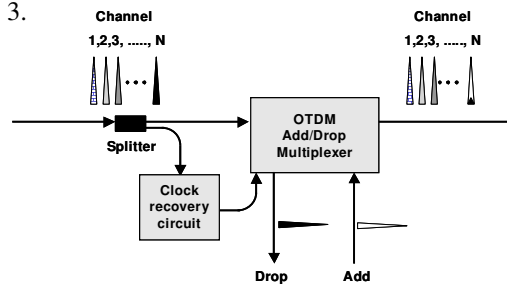 3.
Channel
1,2,3, ....., N
Channel
1,2,3, ....., N
Splitter
OTDM
Add/Drop
Multiplexer
Clock
recovery
circuit
Drop
Add